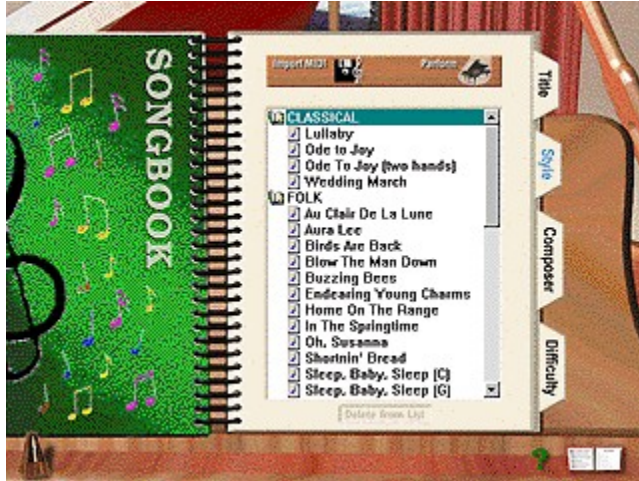 SONGBOOK
Import MIDI Perform
CLASSICAL
Lullaby
Ode to Joy
Ode To Joy (two hands)
Wedding March
FOLK
Au Clair De La Lune
Aura Lee
Birds Are Back
Blow The Man Down
Buzzing Bees
Endearing Young Charms
Home On The Range
In The Springtime
Oh, Susanna
Shortnin' Bread
Sleep, Baby, Sleep (C)
Sleep, Baby, Sleep (G)
Delete from List
Title
Style
Composer
Difficulty